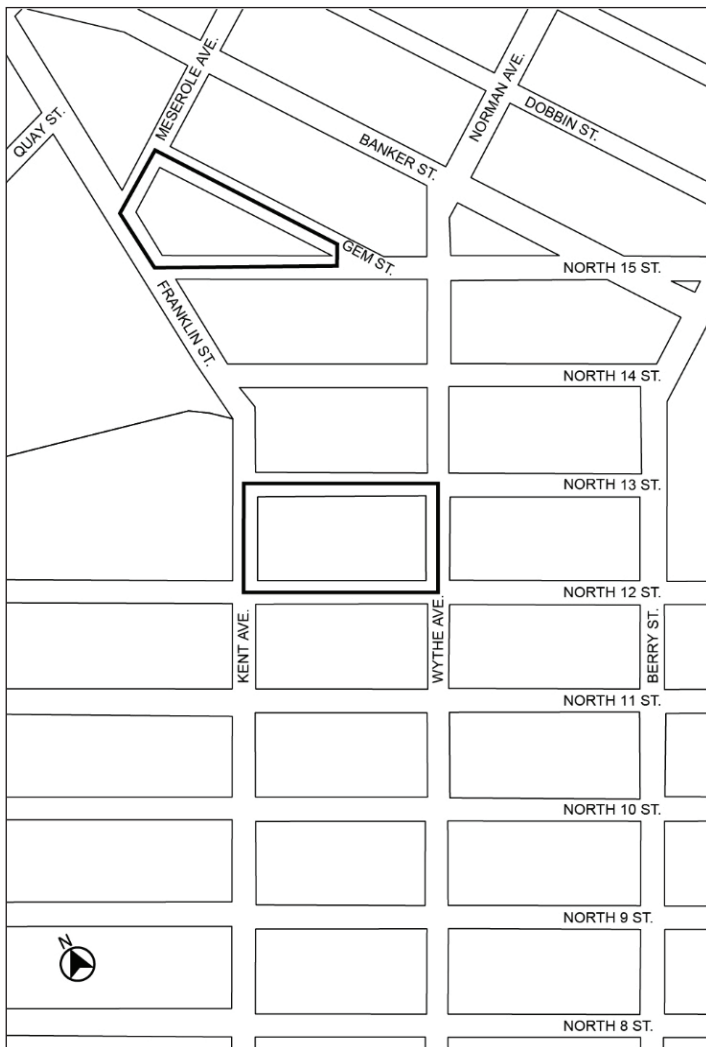 MESEROLE AVE.
NORMAN AVE.
QUAY ST.
DOBBIN ST.
BANKER ST.
GEM ST.
NORTH 15 ST.
FRANKLIN ST.
NORTH 14 ST.
NORTH 13 ST.
NORTH 12 ST.
KENT AVE.
WYTHE AVE.
BERRY ST.
NORTH 11 ST.
NORTH 10 ST.
NORTH 9 ST.
N
NORTH 8 ST.